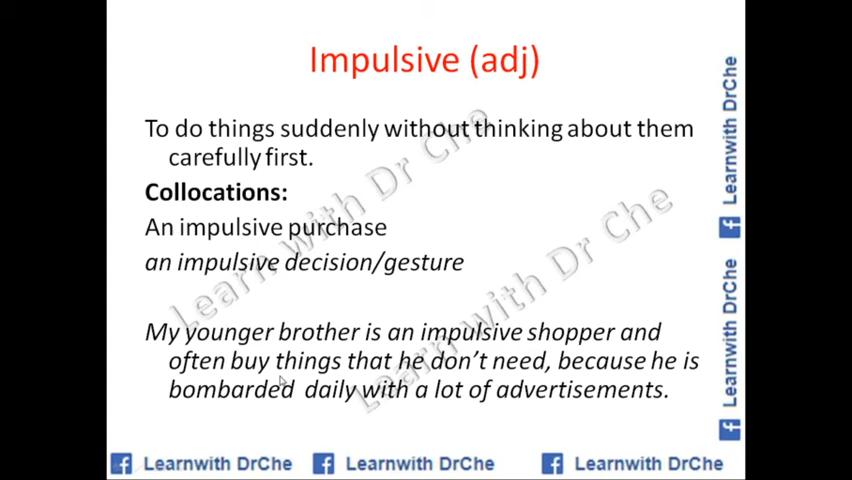 Impulsive (adj)
To do things suddenly without thinking about them
carefully first.
Collocations:
An impulsive purchase
an impulsive decision/gesture
My younger brother is an impulsive shopper and
often buy things that he don't need, because he is
bombarded daily with a lot of advertisements.
Learn with Dr Che
Learn with Dr Che
Learnwith DrChe
Learnwith DrChe
Learnwith DrChe Learnwith DrChe Learnwith DrChe